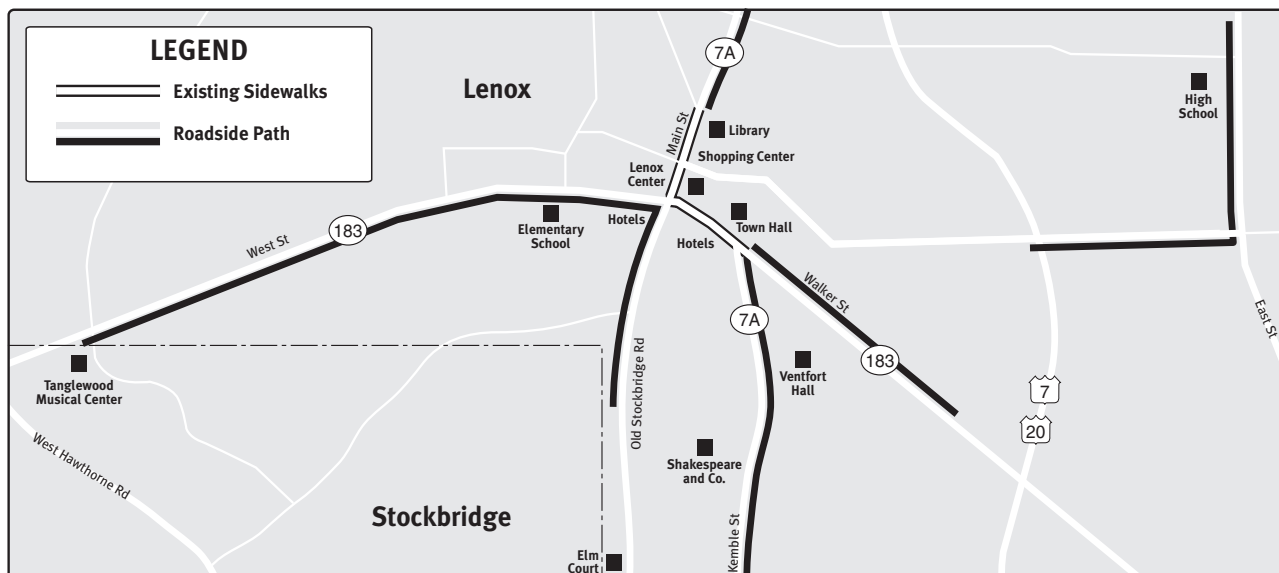 LEGEND
Existing Sidewalks
Roadside Path
Lenox
7A
Main St
Library
Shopping Center
High
School
Lenox
Center
West St
183
Elementary
School
Hotels
Hotels
Town Hall
Walker St
7A
183
East St
Tanglewood
Musical Center
Old Stockbridge Rd
Ventfort
Hall
7
20
West Hawthorne Rd
Shakespeare
and Co.
Stockbridge
Kemble St
Elm
Court